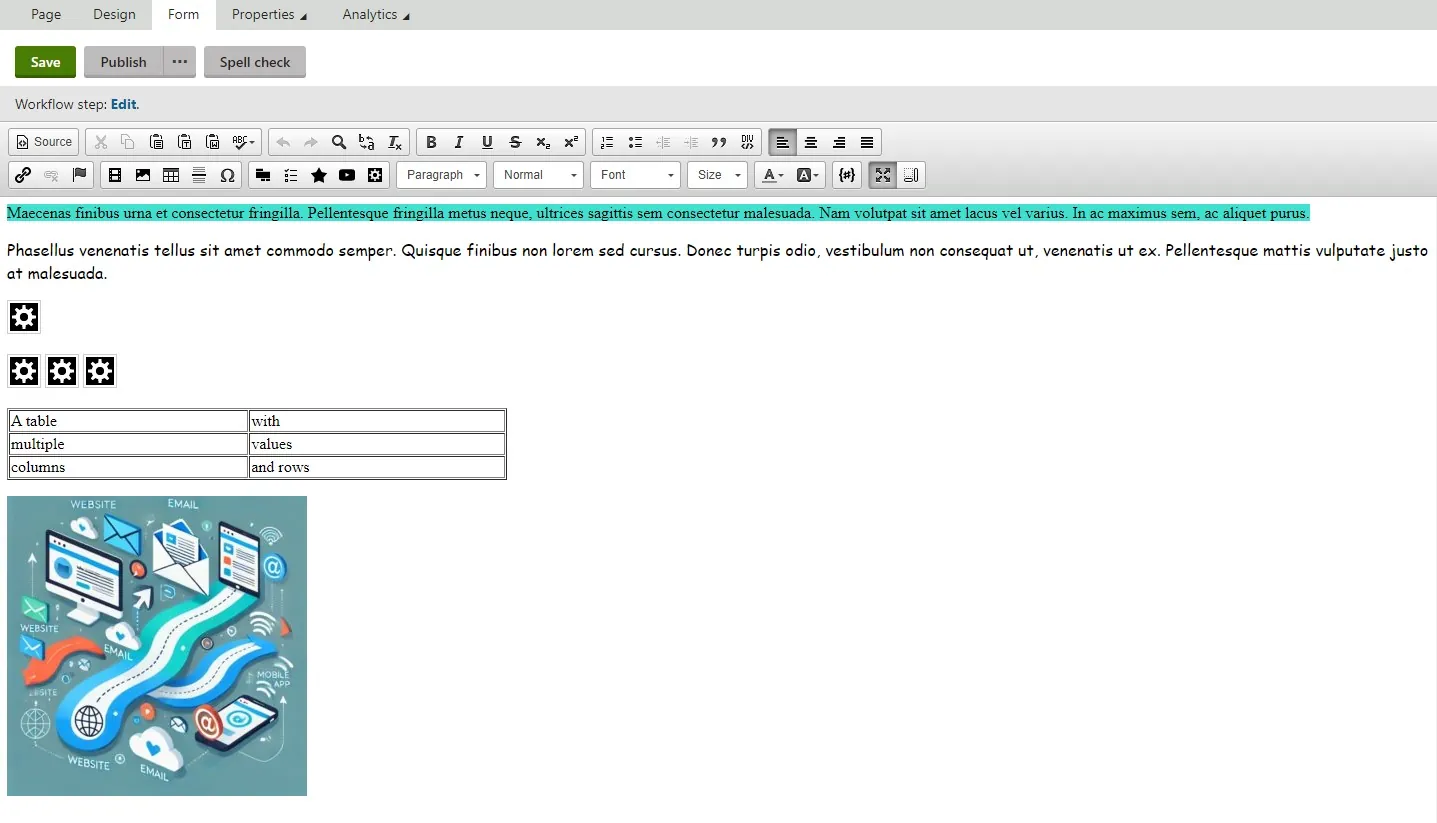 Page Design Form Properties Analytics
Save Publish ··· Spell check
Workflow step: Edit.
Source ABC B I U S x₂ x² DIV
Ω Paragraph Normal Font Size A A {#}
Maecenas finibus urna et consectetur fringilla. Pellentesque fringilla metus neque, ultrices sagittis sem consectetur malesuada. Nam volutpat sit amet lacus vel varius. In ac maximus sem, ac aliquet purus.
Phasellus venenatis tellus sit amet commodo semper. Quisque finibus non lorem sed cursus. Donec turpis odio, vestibulum non consequat ut, venenatis ut ex. Pellentesque mattis vulputate justo
at malesuada.
A table with
multiple values
columns and rows
WEBSITE EMAIL
WEBSITE
EMAIL
MOBILE
APP
WEBSITE
EMAIL